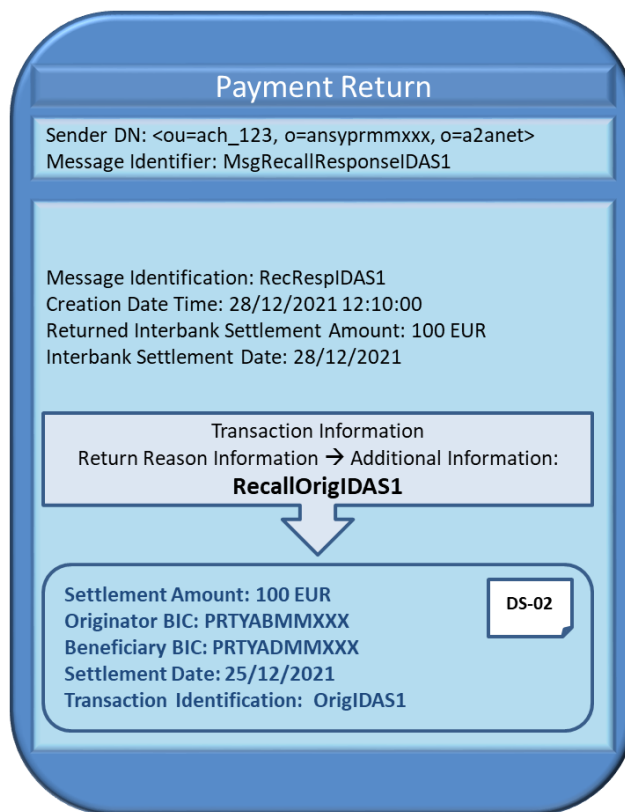 Payment Return
Sender DN: <ou=ach_123, o=ansyprmmxxx, o=a2anet>
Message Identifier: MsgRecallResponseIDAS1
Message Identification: RecRespIDAS1
Creation Date Time: 28/12/2021 12:10:00
Returned Interbank Settlement Amount: 100 EUR
Interbank Settlement Date: 28/12/2021
Transaction Information
Return Reason Information → Additional Information:
RecallOrigIDAS1
Settlement Amount: 100 EUR
Originator BIC: PRTYABMMXXX
Beneficiary BIC: PRTYADMMXXX
Settlement Date: 25/12/2021
Transaction Identification: OrigIDAS1
DS-02